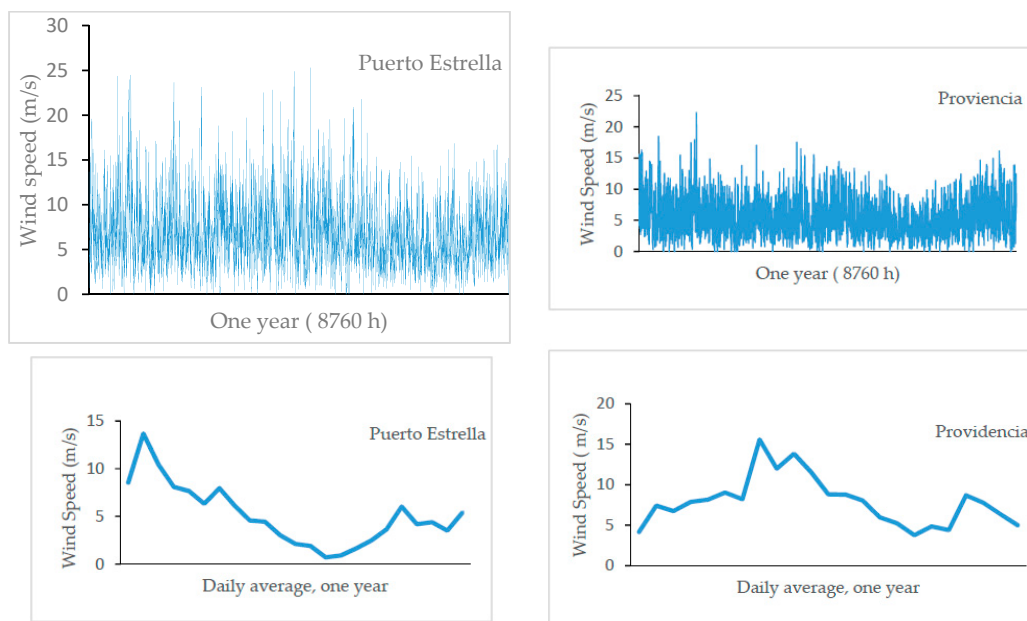 30
25
20
15
10
5
0
Wind speed (m/s)
Puerto Estrella
One year ( 8760 h)
25
20
15
10
5
0
Wind Speed (m/s)
Proviencia
One year ( 8760 h)
15
10
5
0
Wind Speed (m/s)
Puerto Estrella
Daily average, one year
20
15
10
5
0
Wind Speed ( m/s)
Providencia
Daily average, one year